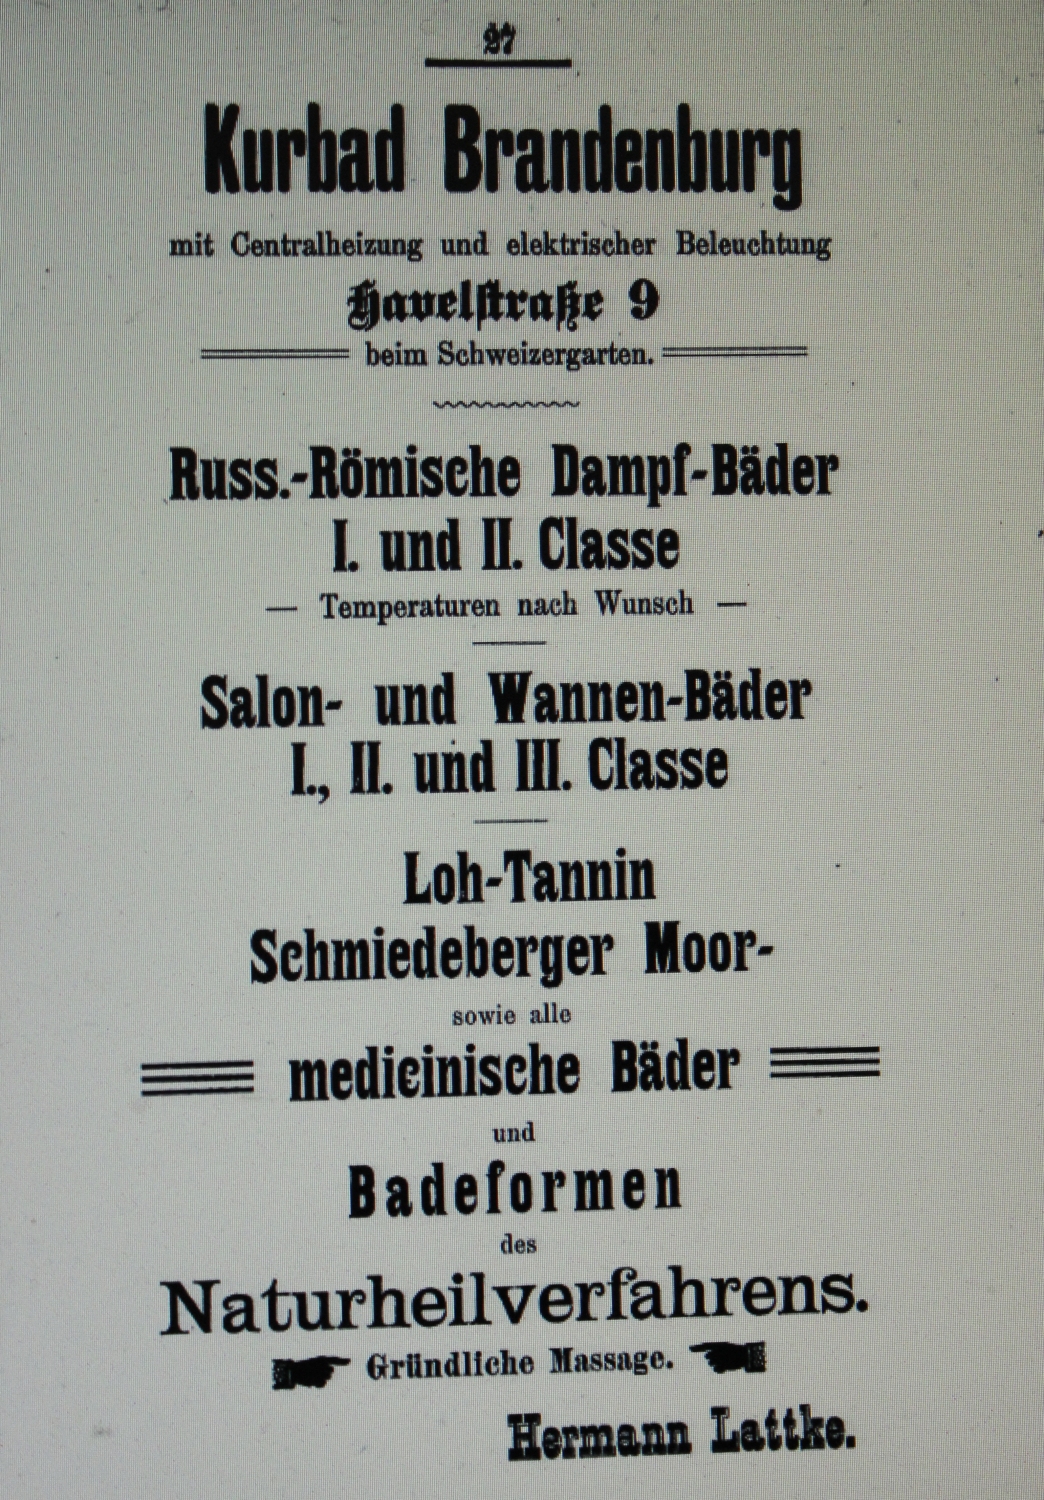 27
Kurbad Brandenburg
mit Centralheizung und elektrischer Beleuchtung
Havelstraße 9
beim Schweizergarten.
Russ.-Römische Dampf-Bäder
I. und II. Classe
— Temperaturen nach Wunsch —
Salon- und Wannen-Bäder
I., II. und III. Classe
Loh-Tannin
Schmiedeberger Moor-
sowie alle
medicinische Bäder
und
Badeformen
des
Naturheilverfahrens.
Gründliche Massage.
Hermann Lattke.